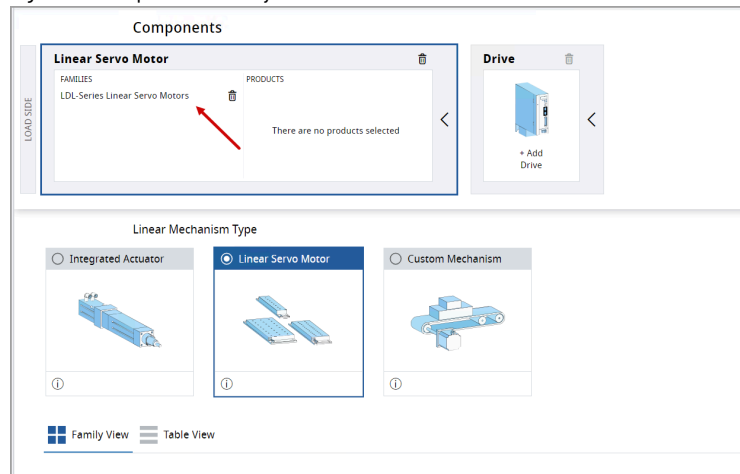 Components
LOAD SIDE
Linear Servo Motor
FAMILIES
LDL-Series Linear Servo Motors
PRODUCTS
There are no products selected
Drive
+ Add
Drive
Linear Mechanism Type
Integrated Actuator
Linear Servo Motor
Custom Mechanism
Family View
Table View